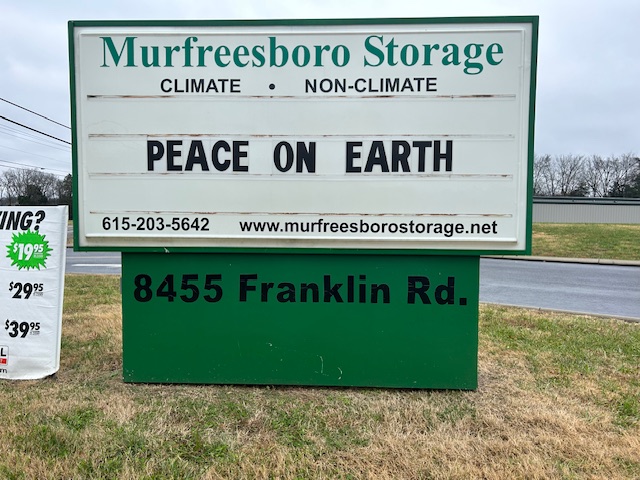 Murfreesboro Storage
CLIMATE • NON-CLIMATE
PEACE ON EARTH
615-203-5642 www.murfreesborostorage.net
8455 Franklin Rd.
ING?
$19.95
$29.95
$39.95
L
m